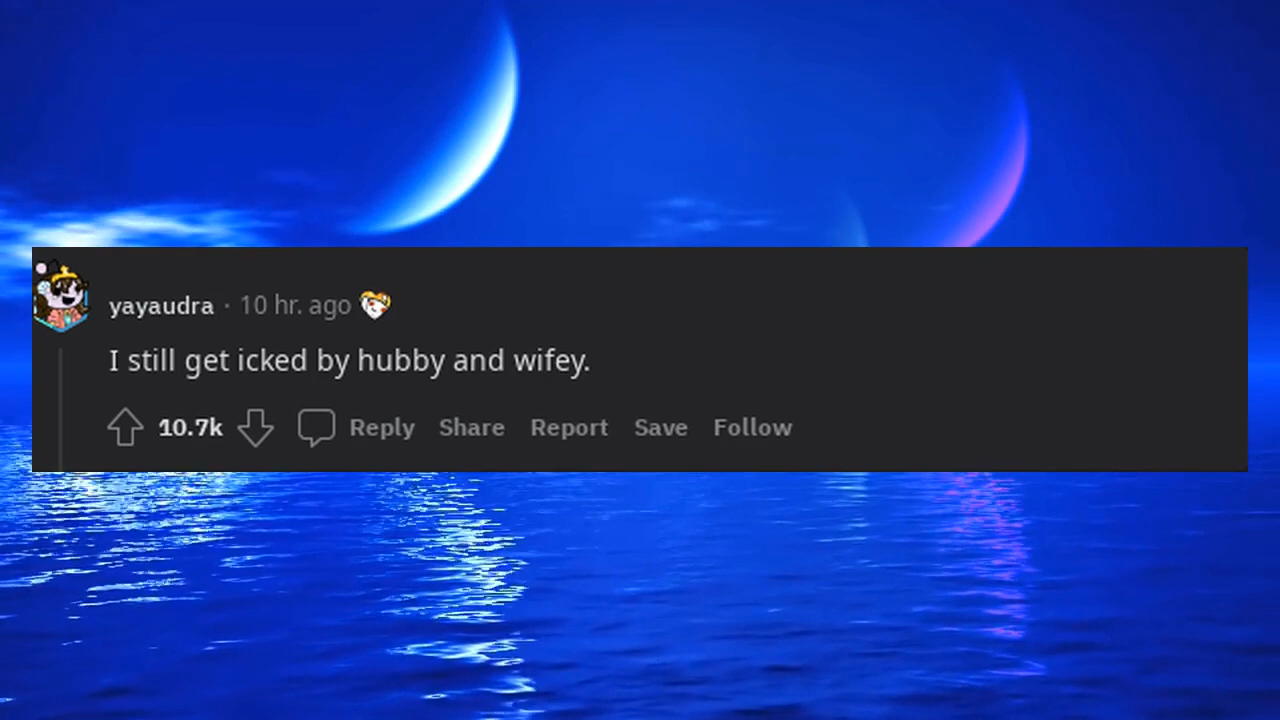 yayaudra · 10 hr. ago
I still get icked by hubby and wifey.
10.7k Reply Share Report Save Follow